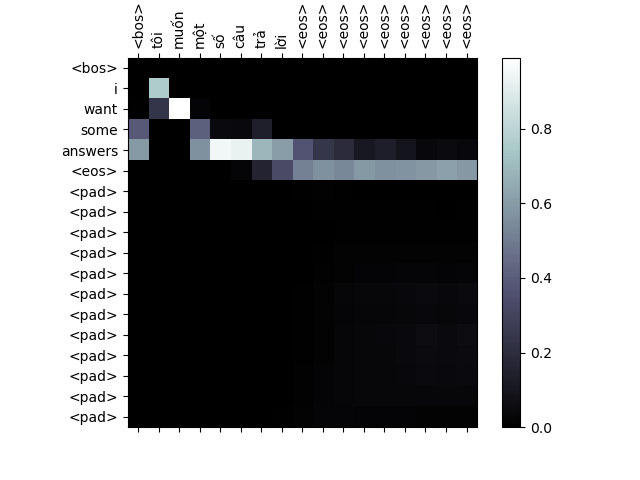 <bos> tôi muốn một số câu trả lời <eos> <eos> <eos> <eos> <eos> <eos> <eos> <eos> <eos>
<bos>
i
want
some
answers
<eos>
<pad>
<pad>
<pad>
<pad>
<pad>
<pad>
<pad>
<pad>
<pad>
<pad>
<pad>
<pad>
0.8
0.6
0.4
0.2
0.0